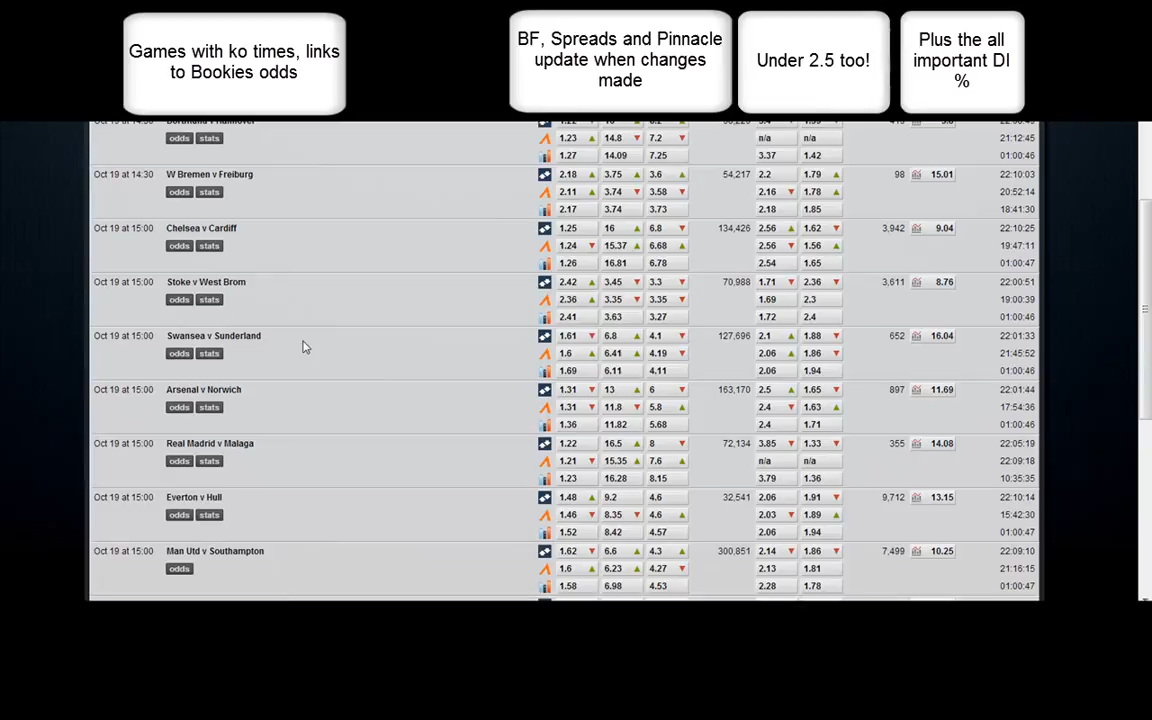 Games with ko times, links
to Bookies odds
BF, Spreads and Pinnacle
update when changes
made
Under 2.5 too!
Plus the all
important DI
%
odds stats 1.23 14.8 7.2 n/a n/a 21:12:45
1.27 14.09 7.25 3.37 1.42 01:00:46
Oct 19 at 14:30 W Bremen v Freiburg 2.18 3.75 3.6 54,217 2.2 1.79 98 15.01 22:10:03
odds stats 2.11 3.74 3.58 2.16 1.78 20:52:14
2.17 3.74 3.73 2.18 1.85 18:41:30
Oct 19 at 15:00 Chelsea v Cardiff 1.25 16 6.8 134,426 2.56 1.62 3,942 9.04 22:10:25
odds stats 1.24 15.37 6.68 2.56 1.56 19:47:11
1.26 16.81 6.78 2.54 1.65 01:00:47
Oct 19 at 15:00 Stoke v West Brom 2.42 3.45 3.3 70,988 1.71 2.36 3,611 8.76 22:00:51
odds stats 2.36 3.35 3.35 1.69 2.3 19:00:39
2.41 3.63 3.27 1.72 2.4 01:00:46
Oct 19 at 15:00 Swansea v Sunderland 1.61 6.8 4.1 127,696 2.1 1.88 652 16.04 22:01:33
odds stats 1.6 6.41 4.19 2.06 1.86 21:45:52
1.69 6.11 4.11 2.06 1.94 01:00:46
Oct 19 at 15:00 Arsenal v Norwich 1.31 13 6 163,170 2.5 1.65 897 11.69 22:01:44
odds stats 1.31 11.8 5.8 2.4 1.63 17:54:36
1.36 11.82 5.68 2.4 1.71 01:00:46
Oct 19 at 15:00 Real Madrid v Malaga 1.22 16.5 8 72,134 3.85 1.33 355 14.08 22:05:19
odds stats 1.21 15.35 7.6 n/a n/a 22:09:18
1.23 16.28 8.15 3.79 1.36 10:35:35
Oct 19 at 15:00 Everton v Hull 1.48 9.2 4.6 32,541 2.06 1.91 9,712 13.15 22:10:14
odds stats 1.46 8.35 4.6 2.03 1.89 15:42:30
1.52 8.42 4.57 2.06 1.94 01:00:47
Oct 19 at 15:00 Man Utd v Southampton 1.62 6.6 4.3 300,851 2.14 1.86 7,499 10.25 22:09:10
odds 1.6 6.23 4.27 2.13 1.81 21:16:15
1.58 6.98 4.53 2.28 1.78 01:00:47